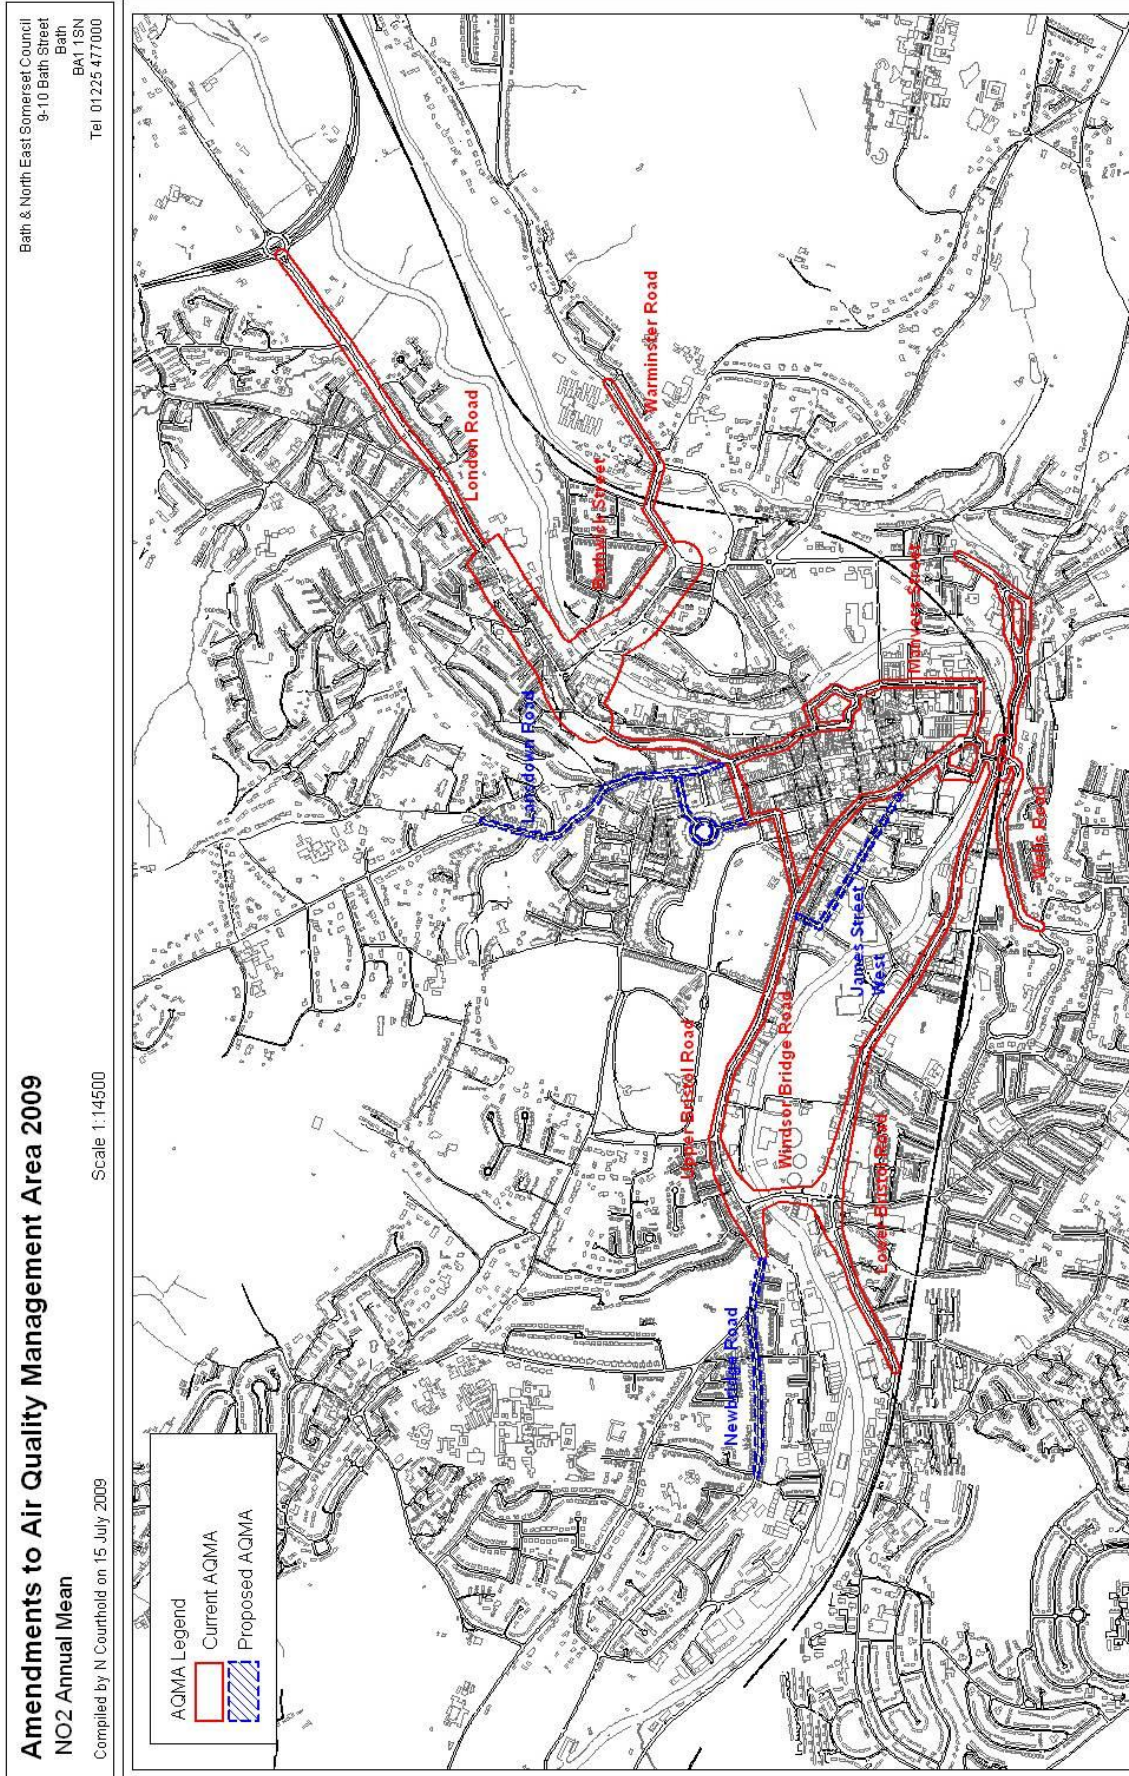 Amendments to Air Quality Management Area 2009
NO2 Annual Mean
Compiled by N Courthold on 15 July 2009
Scale 1:14500
Bath & North East Somerset Council
9-10 Bath Street
Bath
BA1 1SN
Tel 01225 477000
AQMA Legend
Current AQMA
Proposed AQMA
London Road
Warminster Road
Bathwick Street
Lansdown Road
Manvers Street
Wells Road
James Street
West
Upper Bristol Road
Windsor Bridge Road
Lower Bristol Road
Newbridge Road